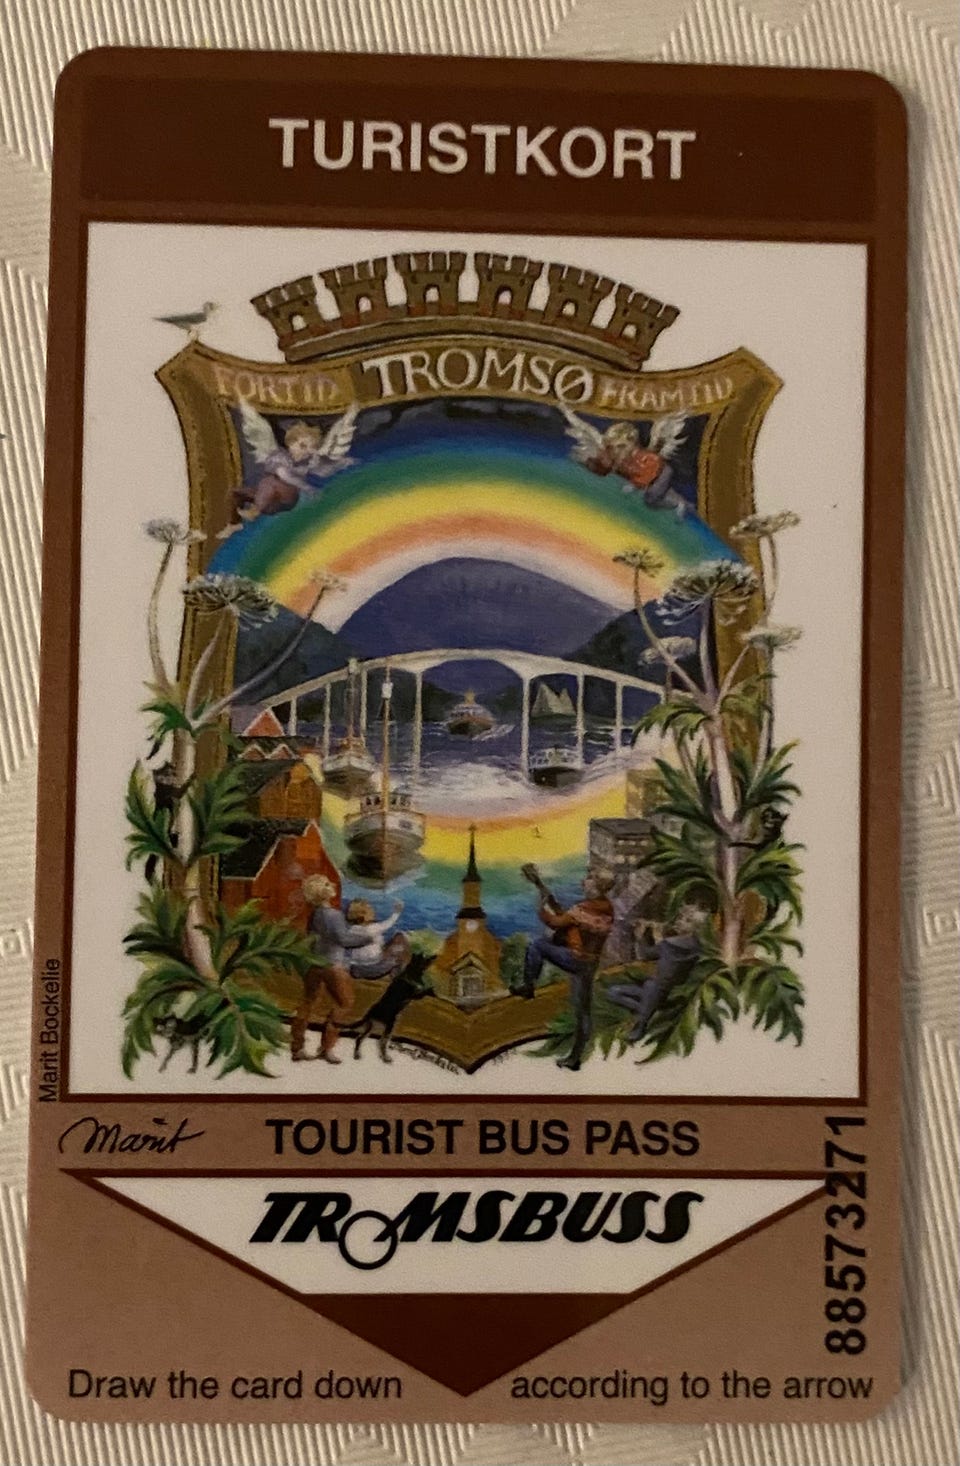 TURISTKORT
FORTID TROMSØ FRAMTID
Marit Bockelie
Marit
TOURIST BUS PASS
TROMSBUSS
88573271
Draw the card down according to the arrow